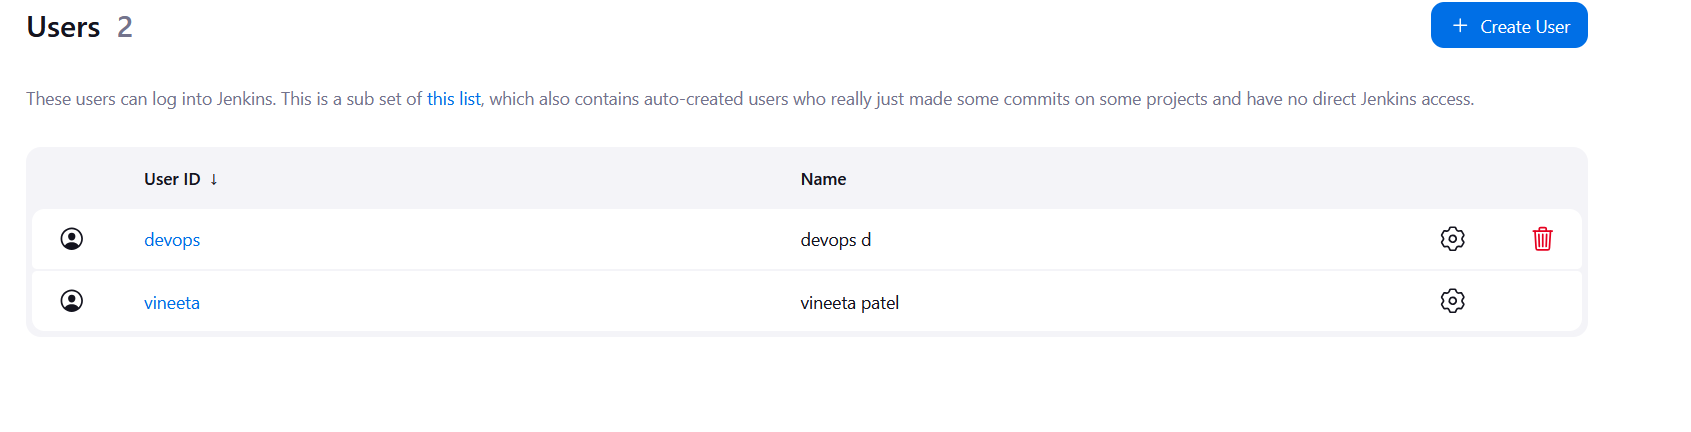 Users 2
+ Create User
These users can log into Jenkins. This is a sub set of this list, which also contains auto-created users who really just made some commits on some projects and have no direct Jenkins access.
User ID ↓ Name
devops devops d
vineeta vineeta patel